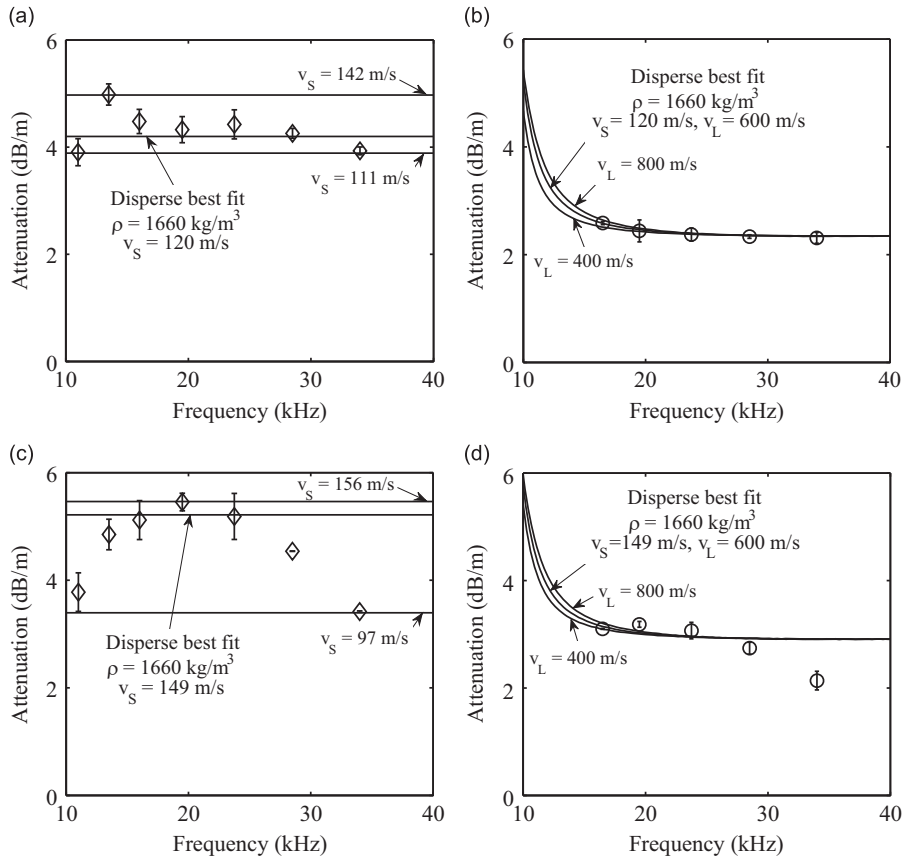 (a)
6
4
2
0
10
20
30
40
Attenuation (dB/m)
Frequency (kHz)
v_S = 142 m/s
v_S = 111 m/s
Disperse best fit
ρ = 1660 kg/m³
v_S = 120 m/s
(b)
6
4
2
0
10
20
30
40
Attenuation (dB/m)
Frequency (kHz)
Disperse best fit
ρ = 1660 kg/m³
v_S = 120 m/s, v_L = 600 m/s
v_L = 800 m/s
v_L = 400 m/s
(c)
6
4
2
0
10
20
30
40
Attenuation (dB/m)
Frequency (kHz)
v_S = 156 m/s
v_S = 97 m/s
Disperse best fit
ρ = 1660 kg/m³
v_S = 149 m/s
(d)
6
4
2
0
10
20
30
40
Attenuation (dB/m)
Frequency (kHz)
Disperse best fit
ρ = 1660 kg/m³
v_S=149 m/s, v_L = 600 m/s
v_L = 800 m/s
v_L = 400 m/s